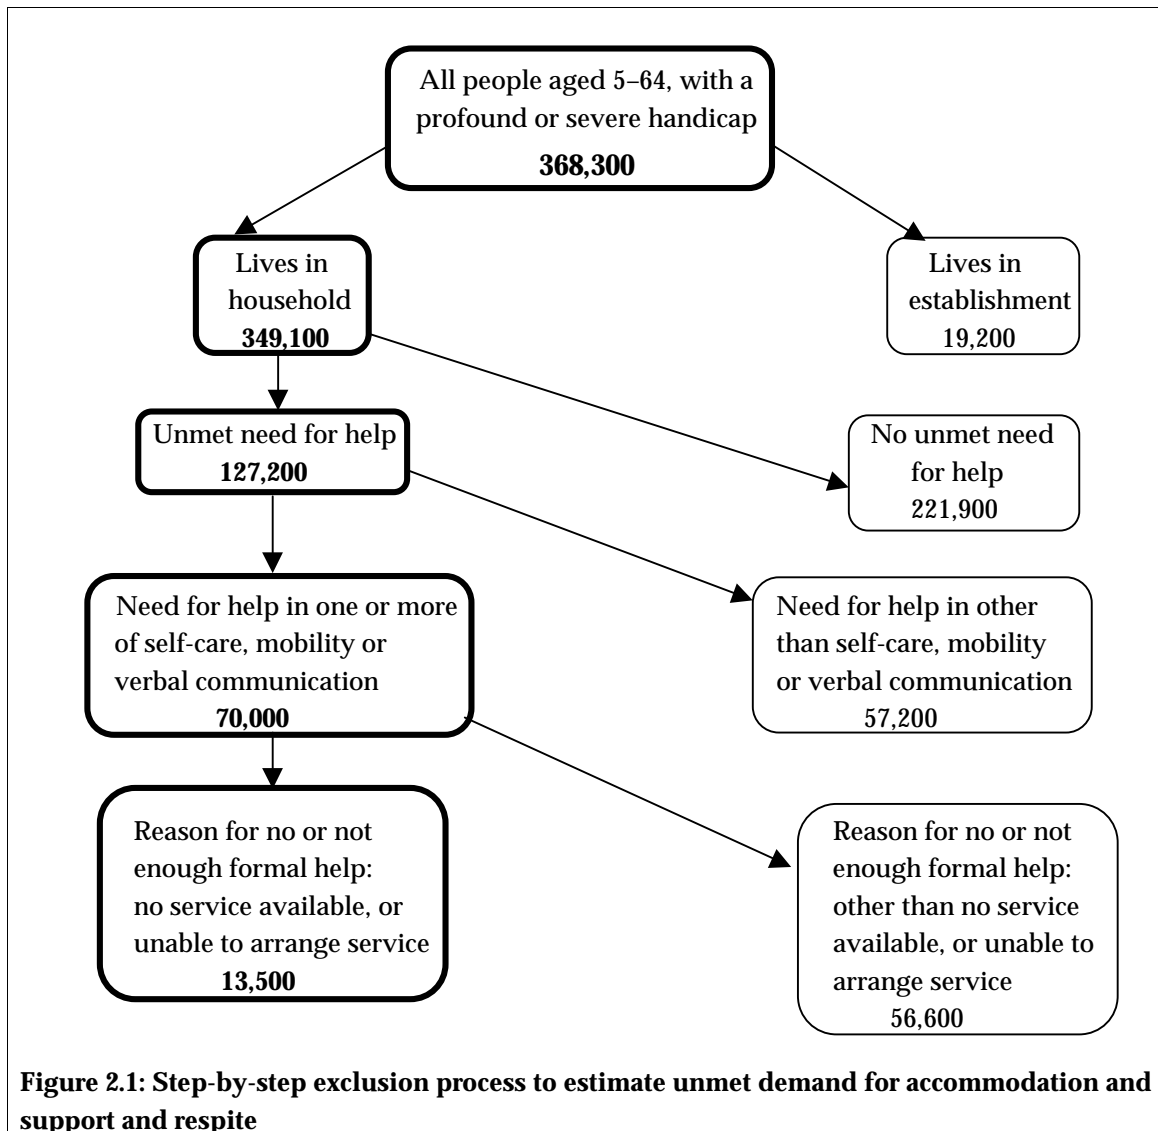 All people aged 5–64, with a
profound or severe handicap
368,300
Lives in
household
349,100
Lives in
establishment
19,200
Unmet need for help
127,200
No unmet need
for help
221,900
Need for help in one or more
of self-care, mobility or
verbal communication
70,000
Need for help in other
than self-care, mobility
or verbal communication
57,200
Reason for no or not
enough formal help:
no service available, or
unable to arrange service
13,500
Reason for no or not
enough formal help:
other than no service
available, or unable to
arrange service
56,600
Figure 2.1: Step-by-step exclusion process to estimate unmet demand for accommodation and
support and respite